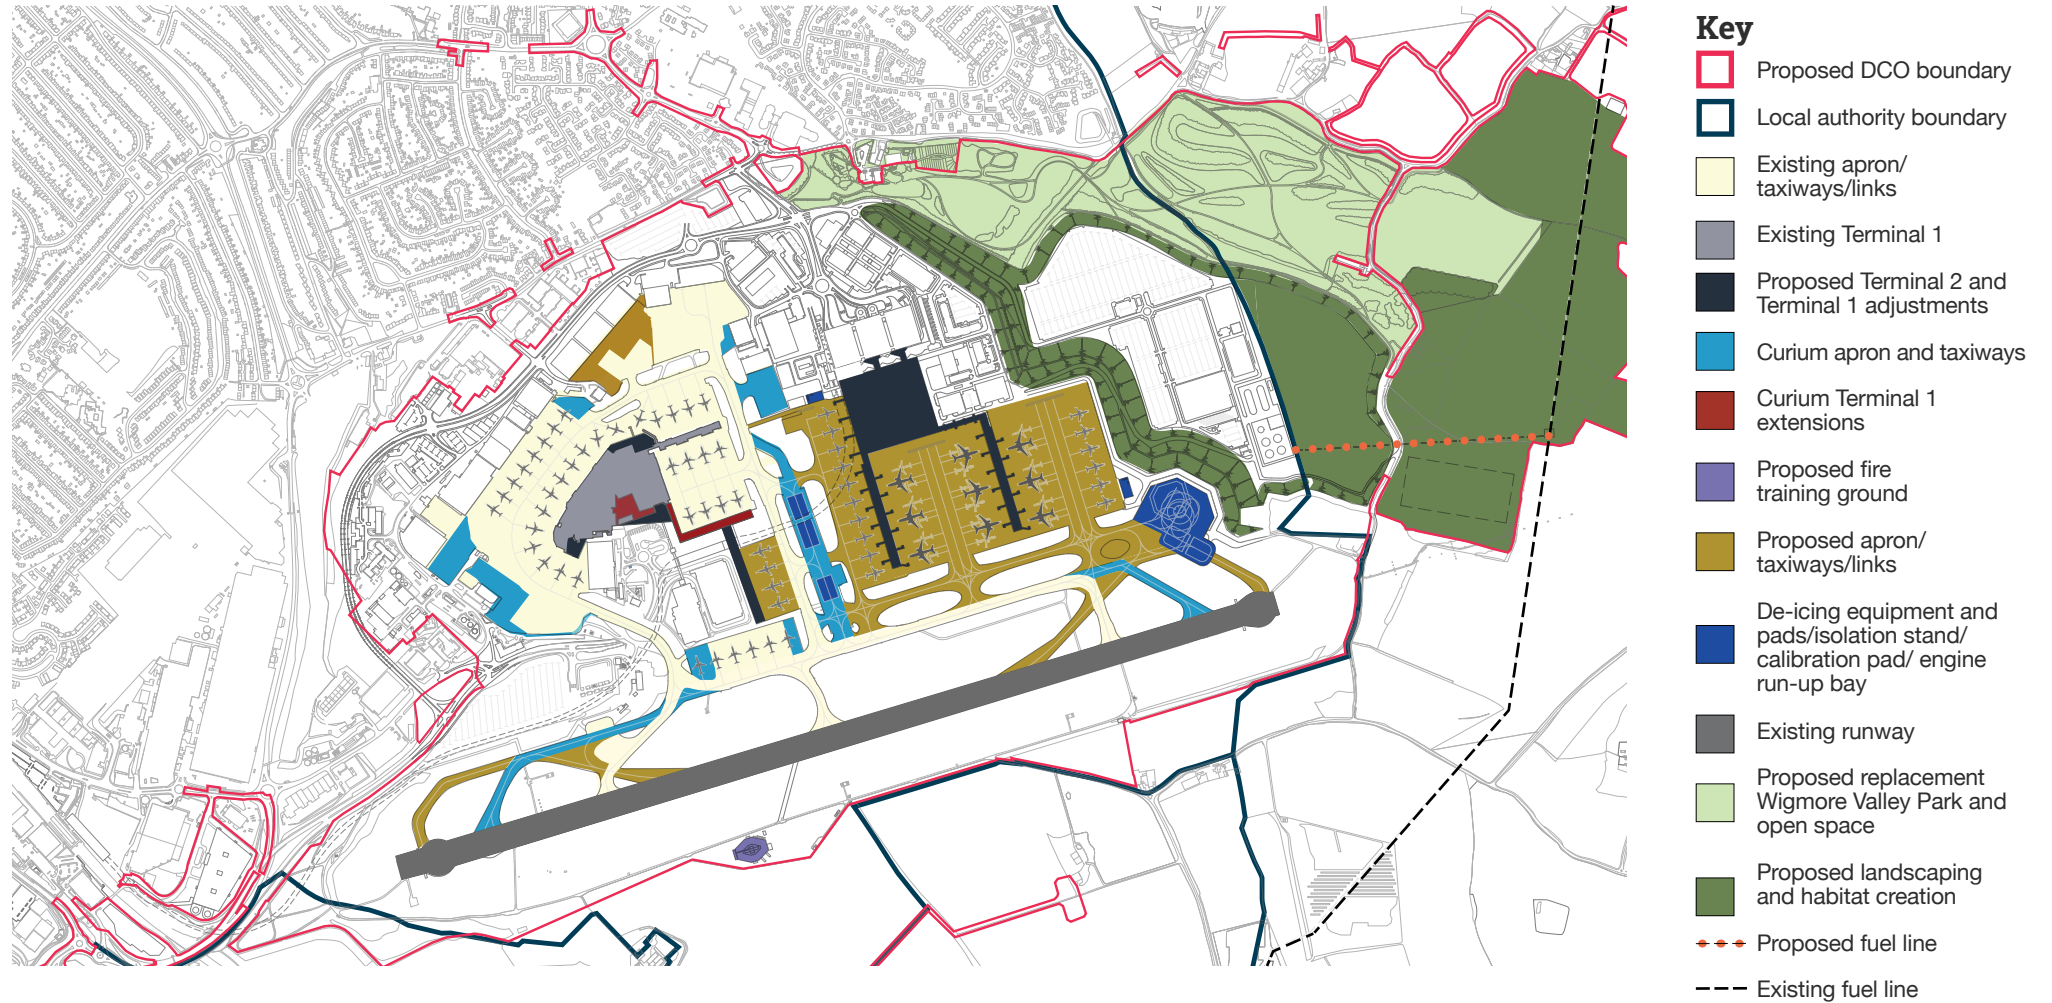 Key
Proposed DCO boundary
Local authority boundary
Existing apron/
taxiways/links
Existing Terminal 1
Proposed Terminal 2 and
Terminal 1 adjustments
Curium apron and taxiways
Curium Terminal 1
extensions
Proposed fire
training ground
Proposed apron/
taxiways/links
De-icing equipment and
pads/isolation stand/
calibration pad/ engine
run-up bay
Existing runway
Proposed replacement
Wigmore Valley Park and
open space
Proposed landscaping
and habitat creation
Proposed fuel line
Existing fuel line